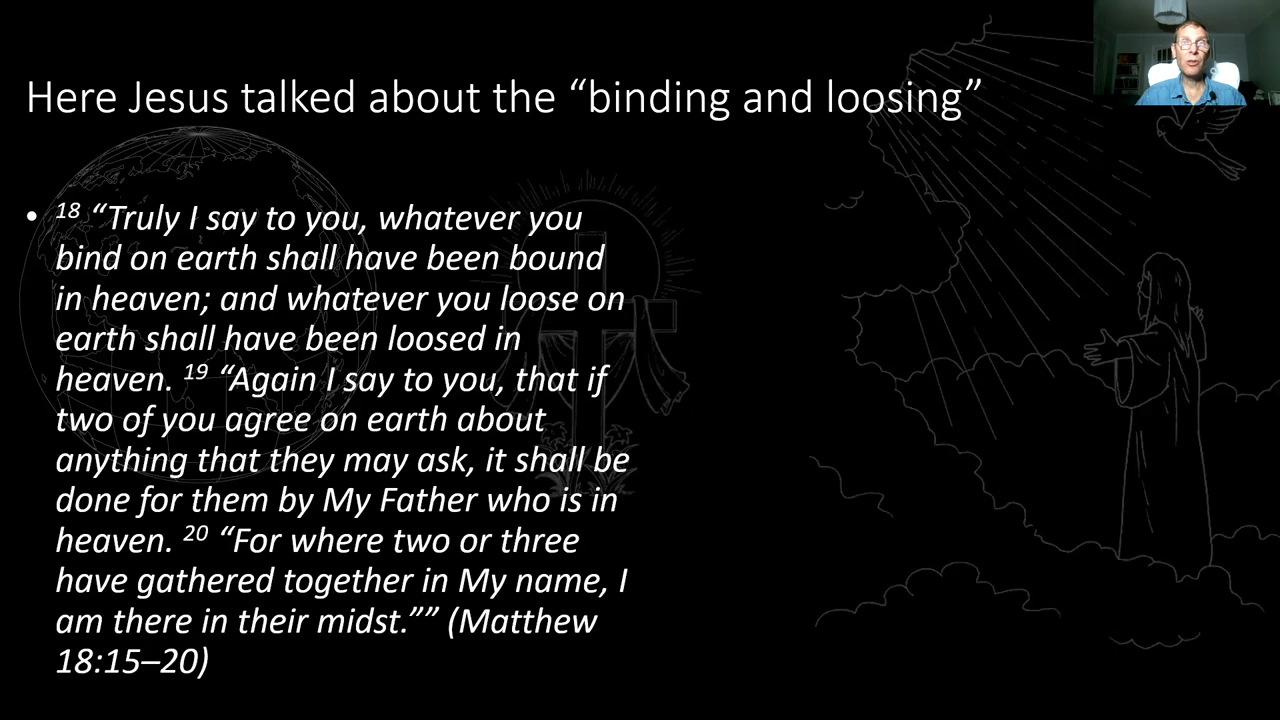 Here Jesus talked about the “binding and loosing”
• 18 “Truly I say to you, whatever you
bind on earth shall have been bound
in heaven; and whatever you loose on
earth shall have been loosed in
heaven. 19 “Again I say to you, that if
two of you agree on earth about
anything that they may ask, it shall be
done for them by My Father who is in
heaven. 20 “For where two or three
have gathered together in My name, I
am there in their midst.”” (Matthew
18:15–20)